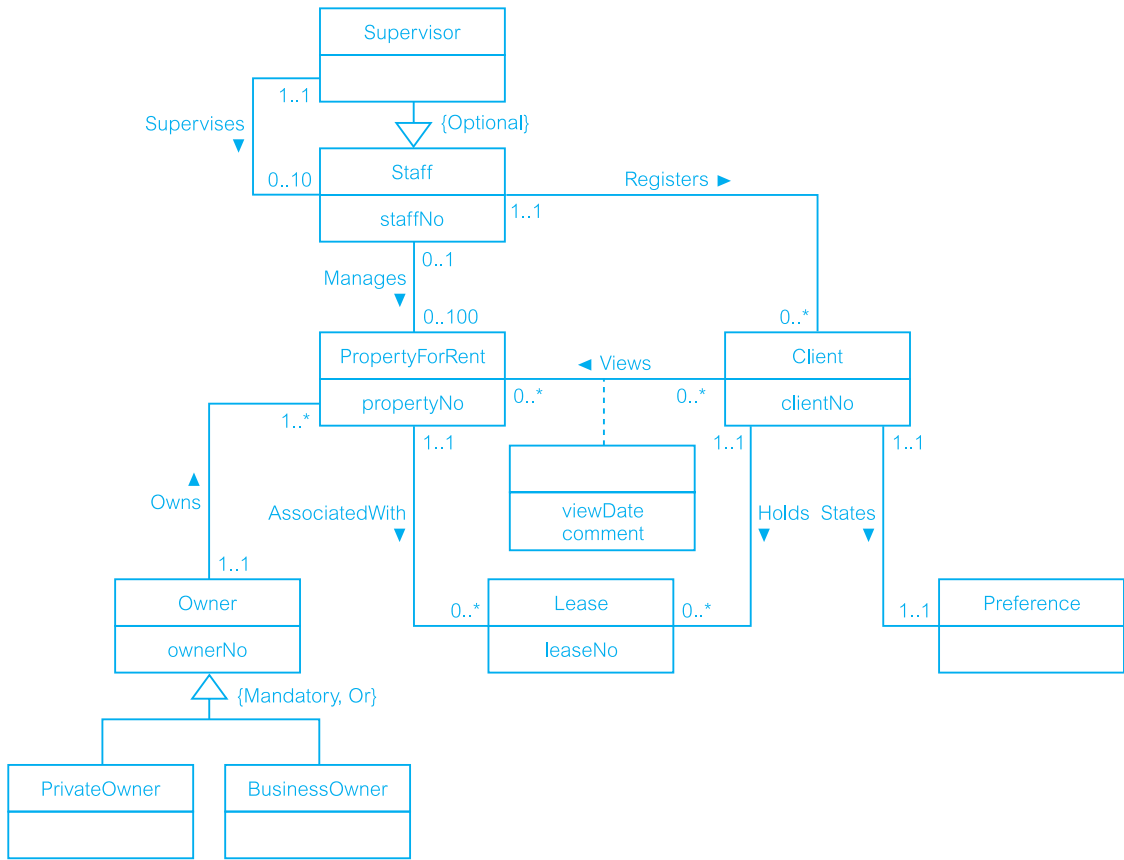 Supervisor
1..1
{Optional}
Supervises
▼
0..10
Staff
Registers ►
staffNo
1..1
0..1
Manages
▼
0..100
0..*
PropertyForRent
◄ Views
Client
propertyNo
0..*
0..*
clientNo
1..*
1..1
1..1
1..1
▲
Owns
AssociatedWith
▼
viewDate
comment
Holds
▼
States
▼
1..1
Owner
0..*
Lease
0..*
1..1
Preference
ownerNo
leaseNo
{Mandatory, Or}
PrivateOwner
BusinessOwner